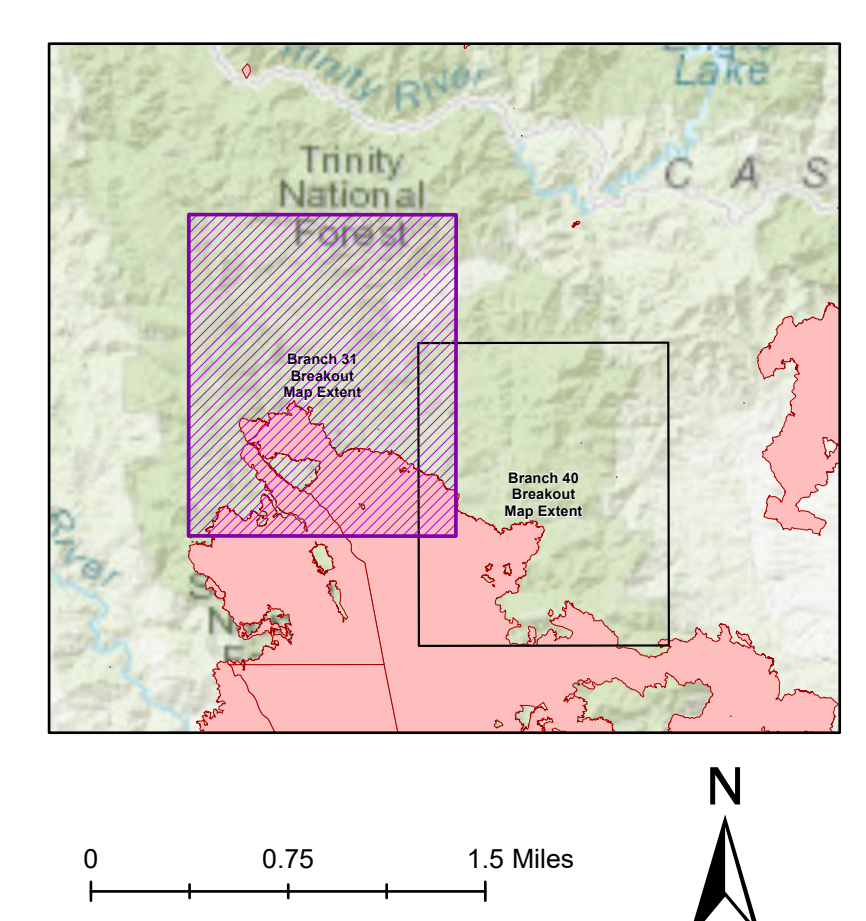 Trinity River
Eagle
Lake
C A S
Trinity
National
Forest
Branch 31
Breakout
Map Extent
Branch 40
Breakout
Map Extent
River
N
0 0.75 1.5 Miles